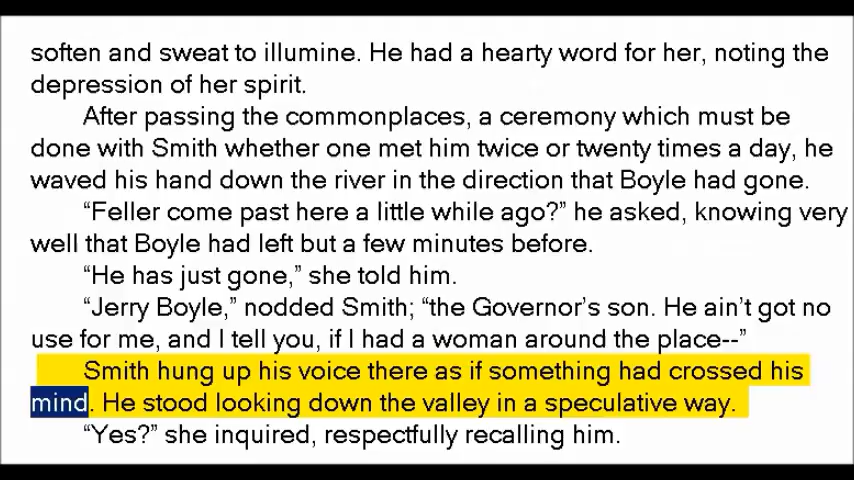 soften and sweat to illumine. He had a hearty word for her, noting the
depression of her spirit.
After passing the commonplaces, a ceremony which must be
done with Smith whether one met him twice or twenty times a day, he
waved his hand down the river in the direction that Boyle had gone.
“Feller come past here a little while ago?” he asked, knowing very
well that Boyle had left but a few minutes before.
“He has just gone,” she told him.
“Jerry Boyle,” nodded Smith; “the Governor’s son. He ain’t got no
use for me, and I tell you, if I had a woman around the place--”
Smith hung up his voice there as if something had crossed his
mind. He stood looking down the valley in a speculative way.
“Yes?” she inquired, respectfully recalling him.